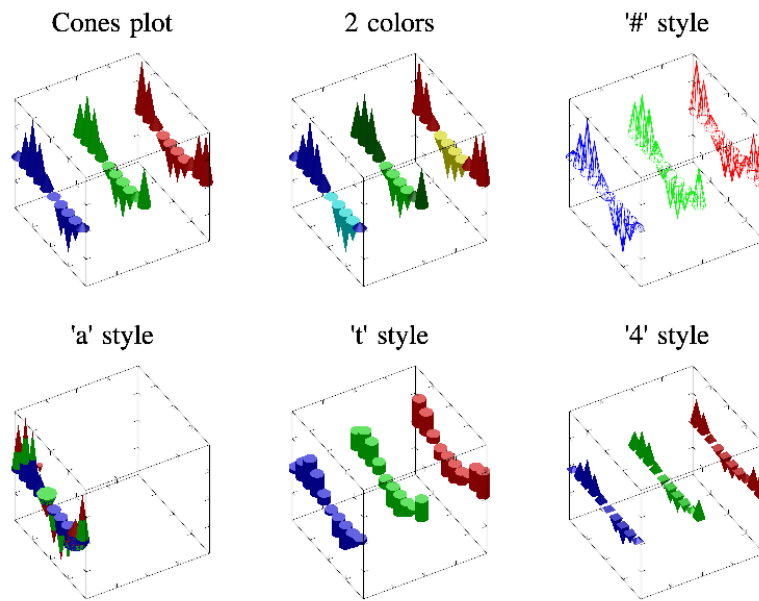 Cones plot
2 colors
'#' style
'a' style
't' style
'4' style